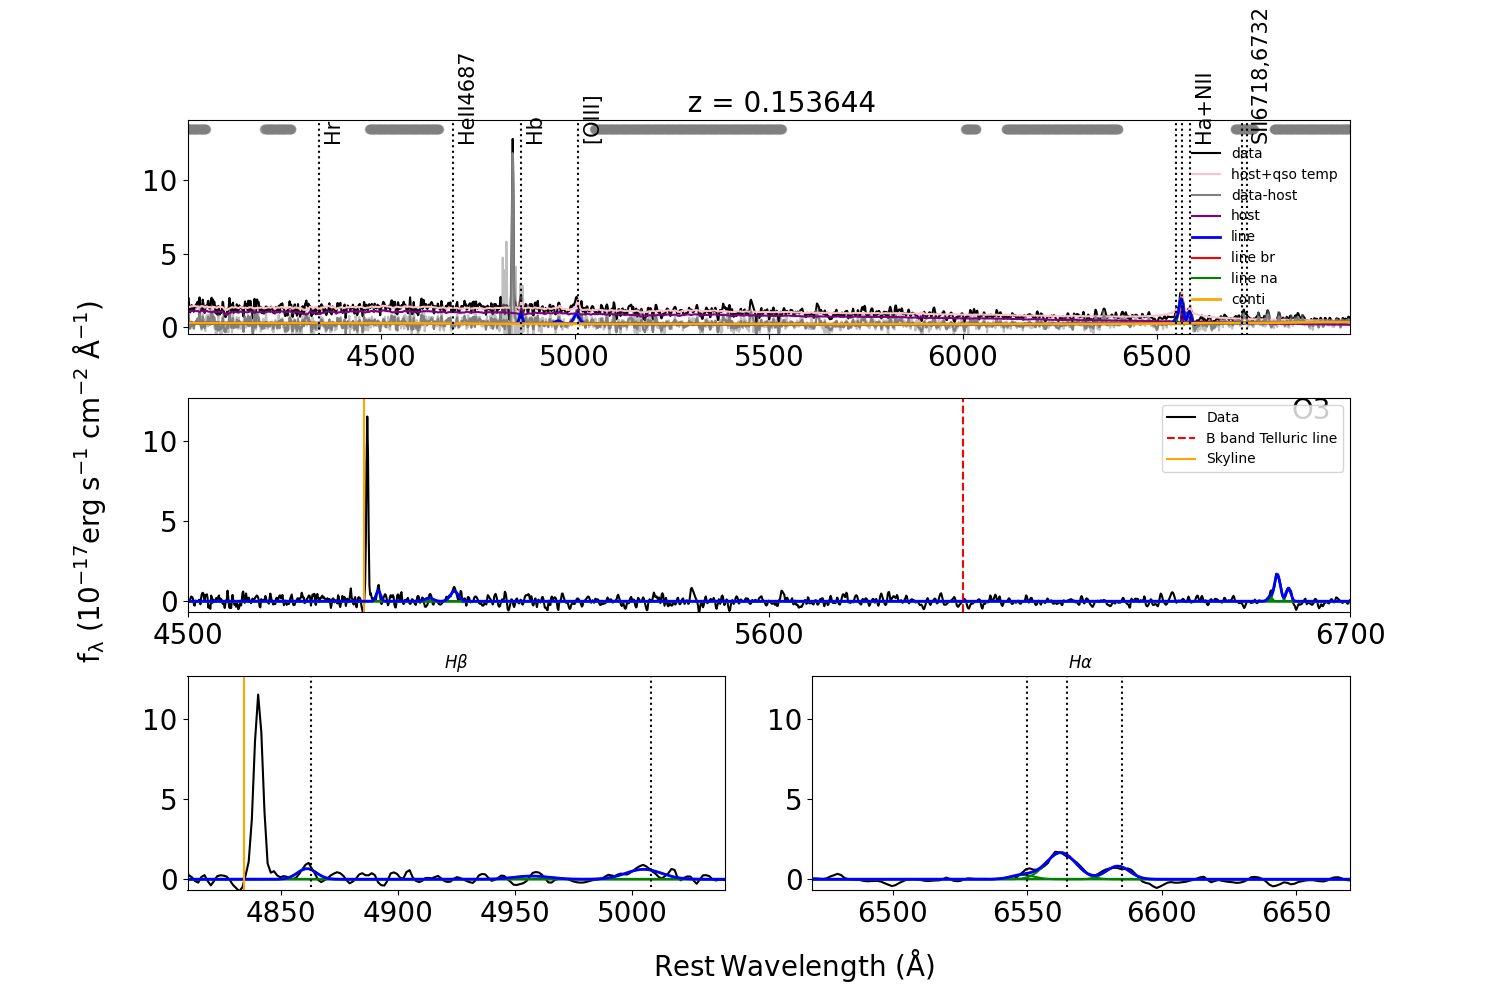 Hr
HeII4687
Hb
[OIII]
Ha+NII
SII6718,6732
z = 0.153644
data
host+qso temp
data-host
host
line
line br
line na
conti
10
5
0
4500
5000
5500
6000
6500
O3
Data
B band Telluric line
Skyline
10
5
0
4500
5600
6700
Hβ
10
5
0
4850
4900
4950
5000
Hα
10
5
0
6500
6550
6600
6650
f_λ (10⁻¹⁷erg s⁻¹ cm⁻² Å⁻¹)
Rest Wavelength (Å)